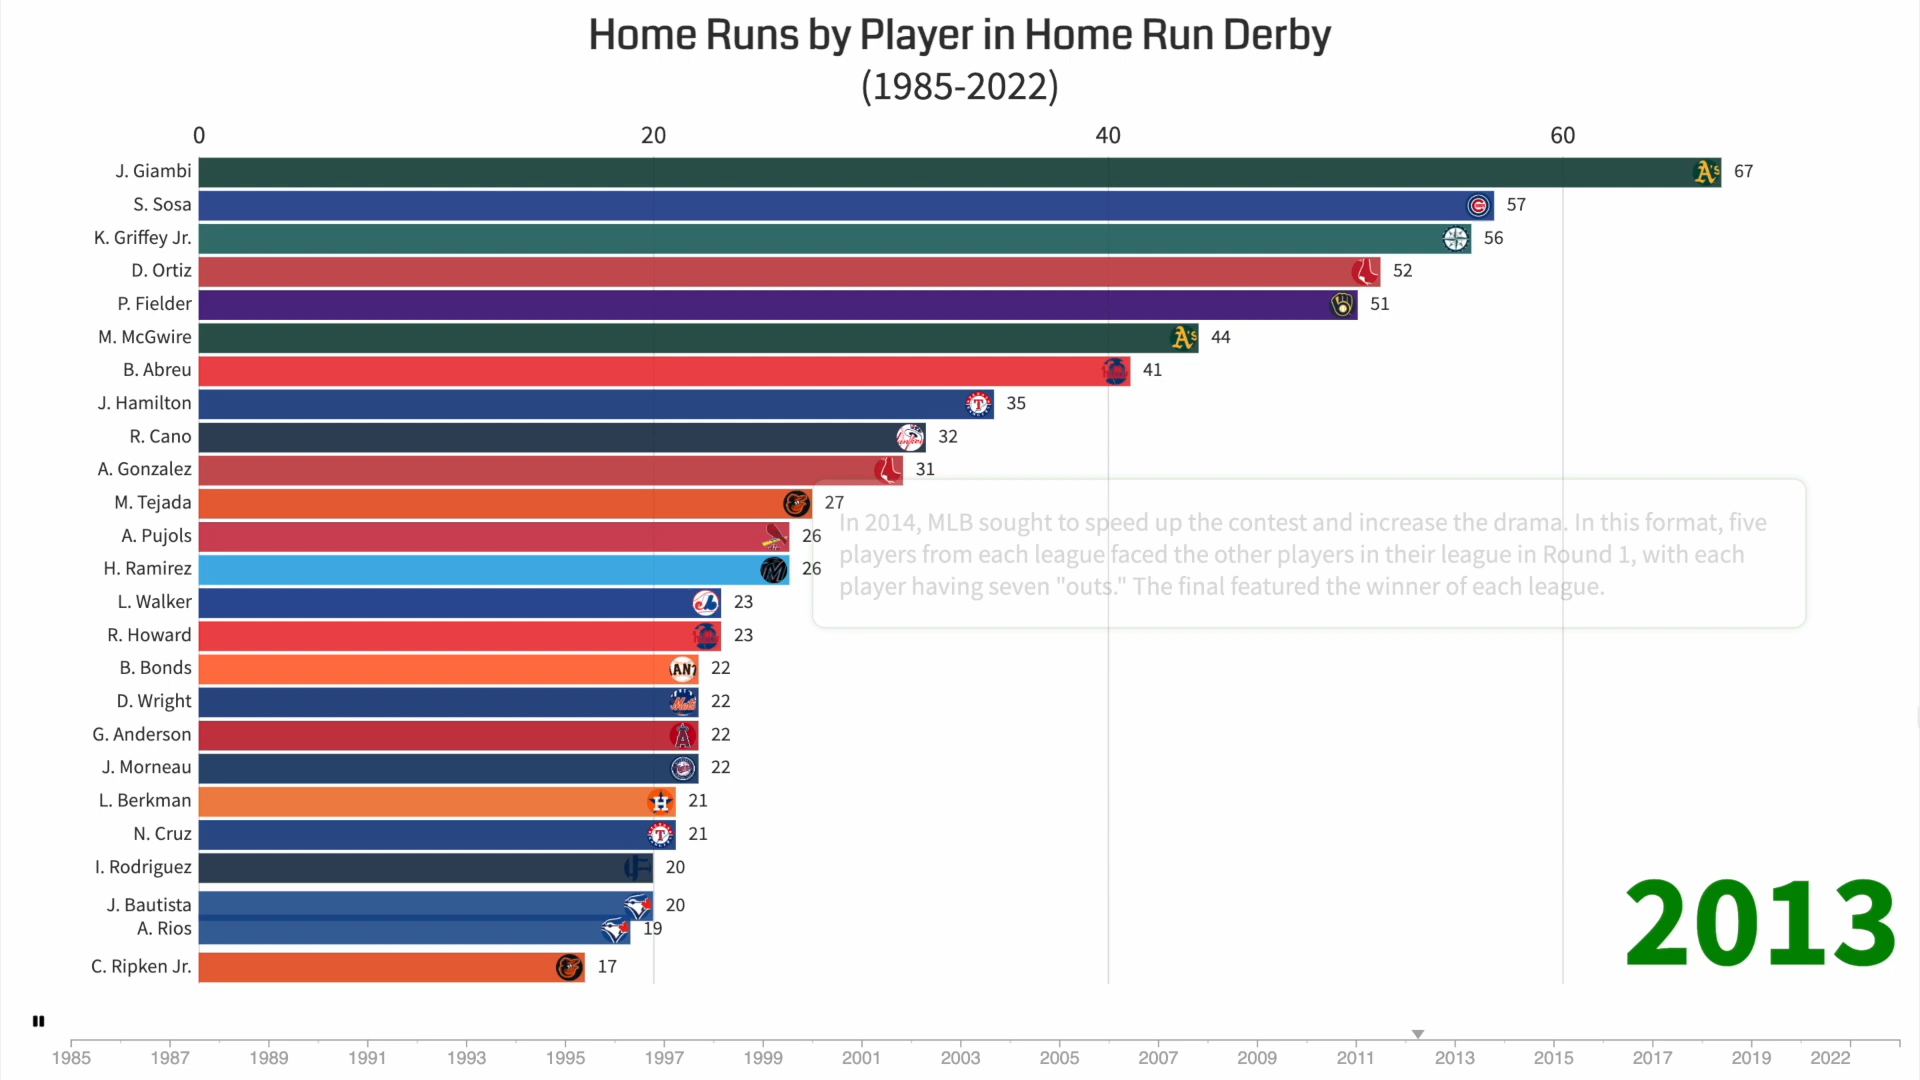 Home Runs by Player in Home Run Derby
(1985-2022)
0 20 40 60
J. Giambi 67
S. Sosa 57
K. Griffey Jr. 56
D. Ortiz 52
P. Fielder 51
M. McGwire 44
B. Abreu 41
J. Hamilton 35
R. Cano 32
A. Gonzalez 31
M. Tejada 27
A. Pujols 26
H. Ramirez 26
In 2014, MLB sought to speed up the contest and increase the drama. In this format, five
players from each league faced the other players in their league in Round 1, with each
player having seven "outs." The final featured the winner of each league.
L. Walker 23
R. Howard 23
B. Bonds 22
D. Wright 22
G. Anderson 22
J. Morneau 22
L. Berkman 21
N. Cruz 21
I. Rodriguez 20
J. Bautista 20
A. Rios 19
C. Ripken Jr. 17
2013
1985 1987 1989 1991 1993 1995 1997 1999 2001 2003 2005 2007 2009 2011 2013 2015 2017 2019 2022